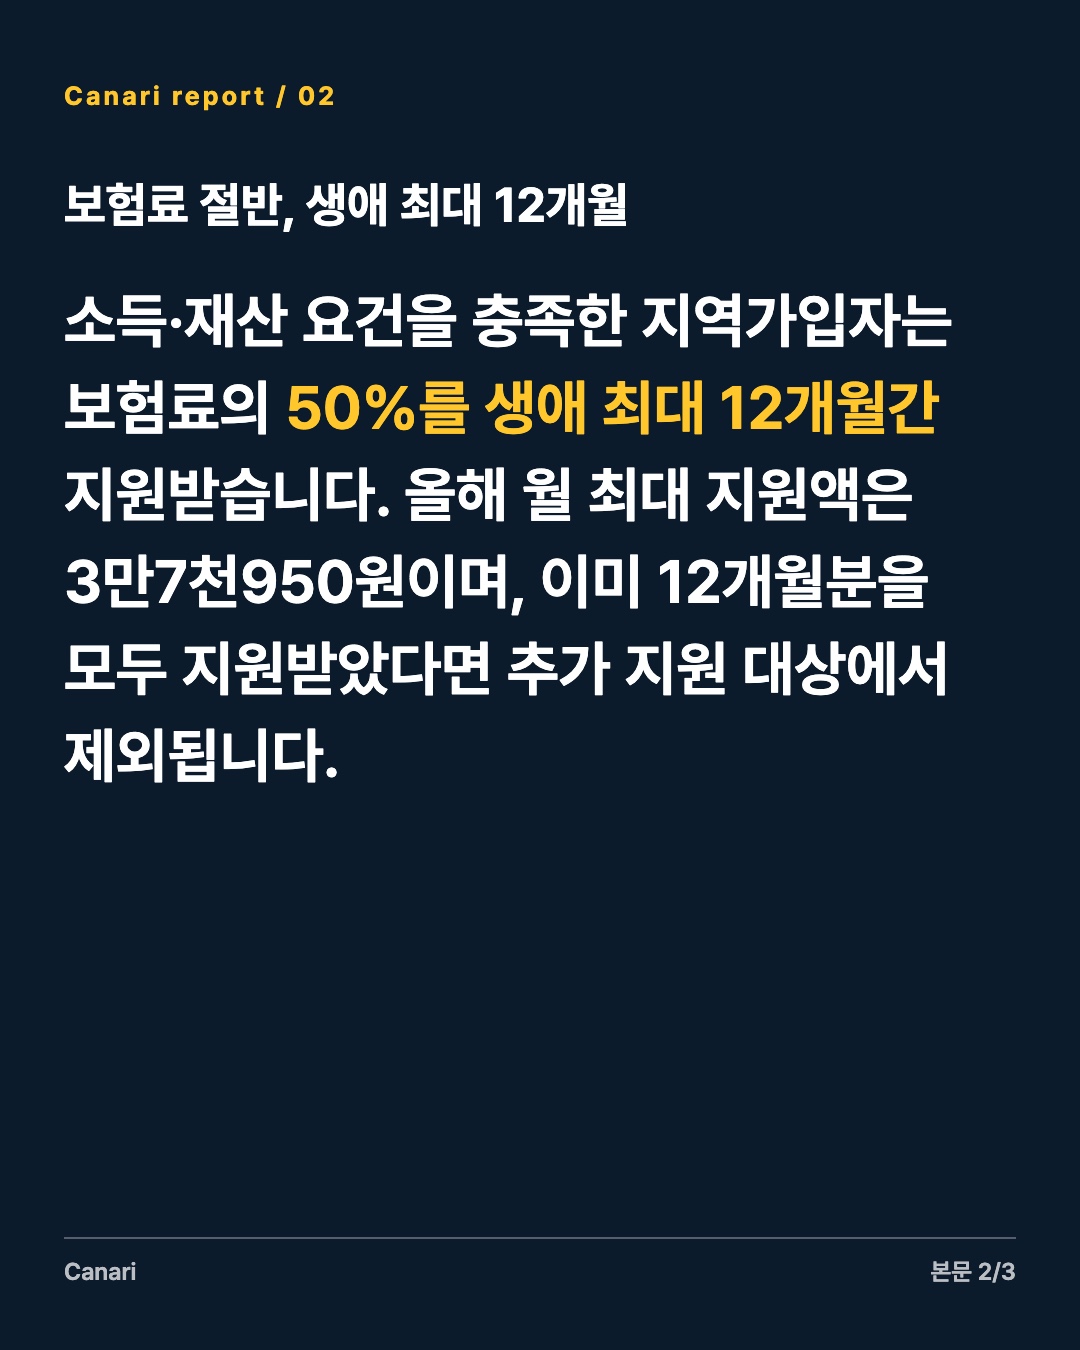 Canari report / 02
보험료 절반, 생애 최대 12개월
소득·재산 요건을 충족한 지역가입자는
보험료의 50%를 생애 최대 12개월간
지원받습니다. 올해 월 최대 지원액은
3만7천950원이며, 이미 12개월분을
모두 지원받았다면 추가 지원 대상에서
제외됩니다.
Canari
본문 2/3